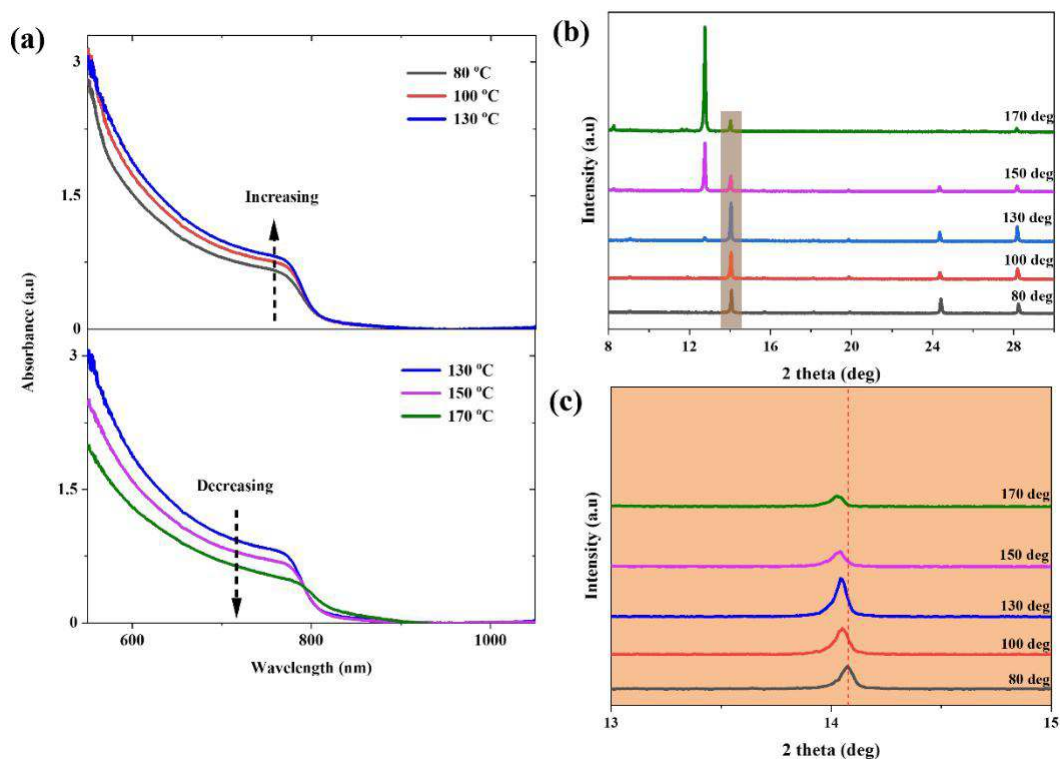 (a)
3
1.5
0
80 °C
100 °C
130 °C
Increasing
3
1.5
0
130 °C
150 °C
170 °C
Decreasing
600
800
1000
Absorbance (a.u)
Wavelength (nm)
(b)
170 deg
150 deg
130 deg
100 deg
80 deg
8
12
16
20
24
28
Intensity (a.u)
2 theta (deg)
(c)
170 deg
150 deg
130 deg
100 deg
80 deg
13
14
15
Intensity (a.u)
2 theta (deg)